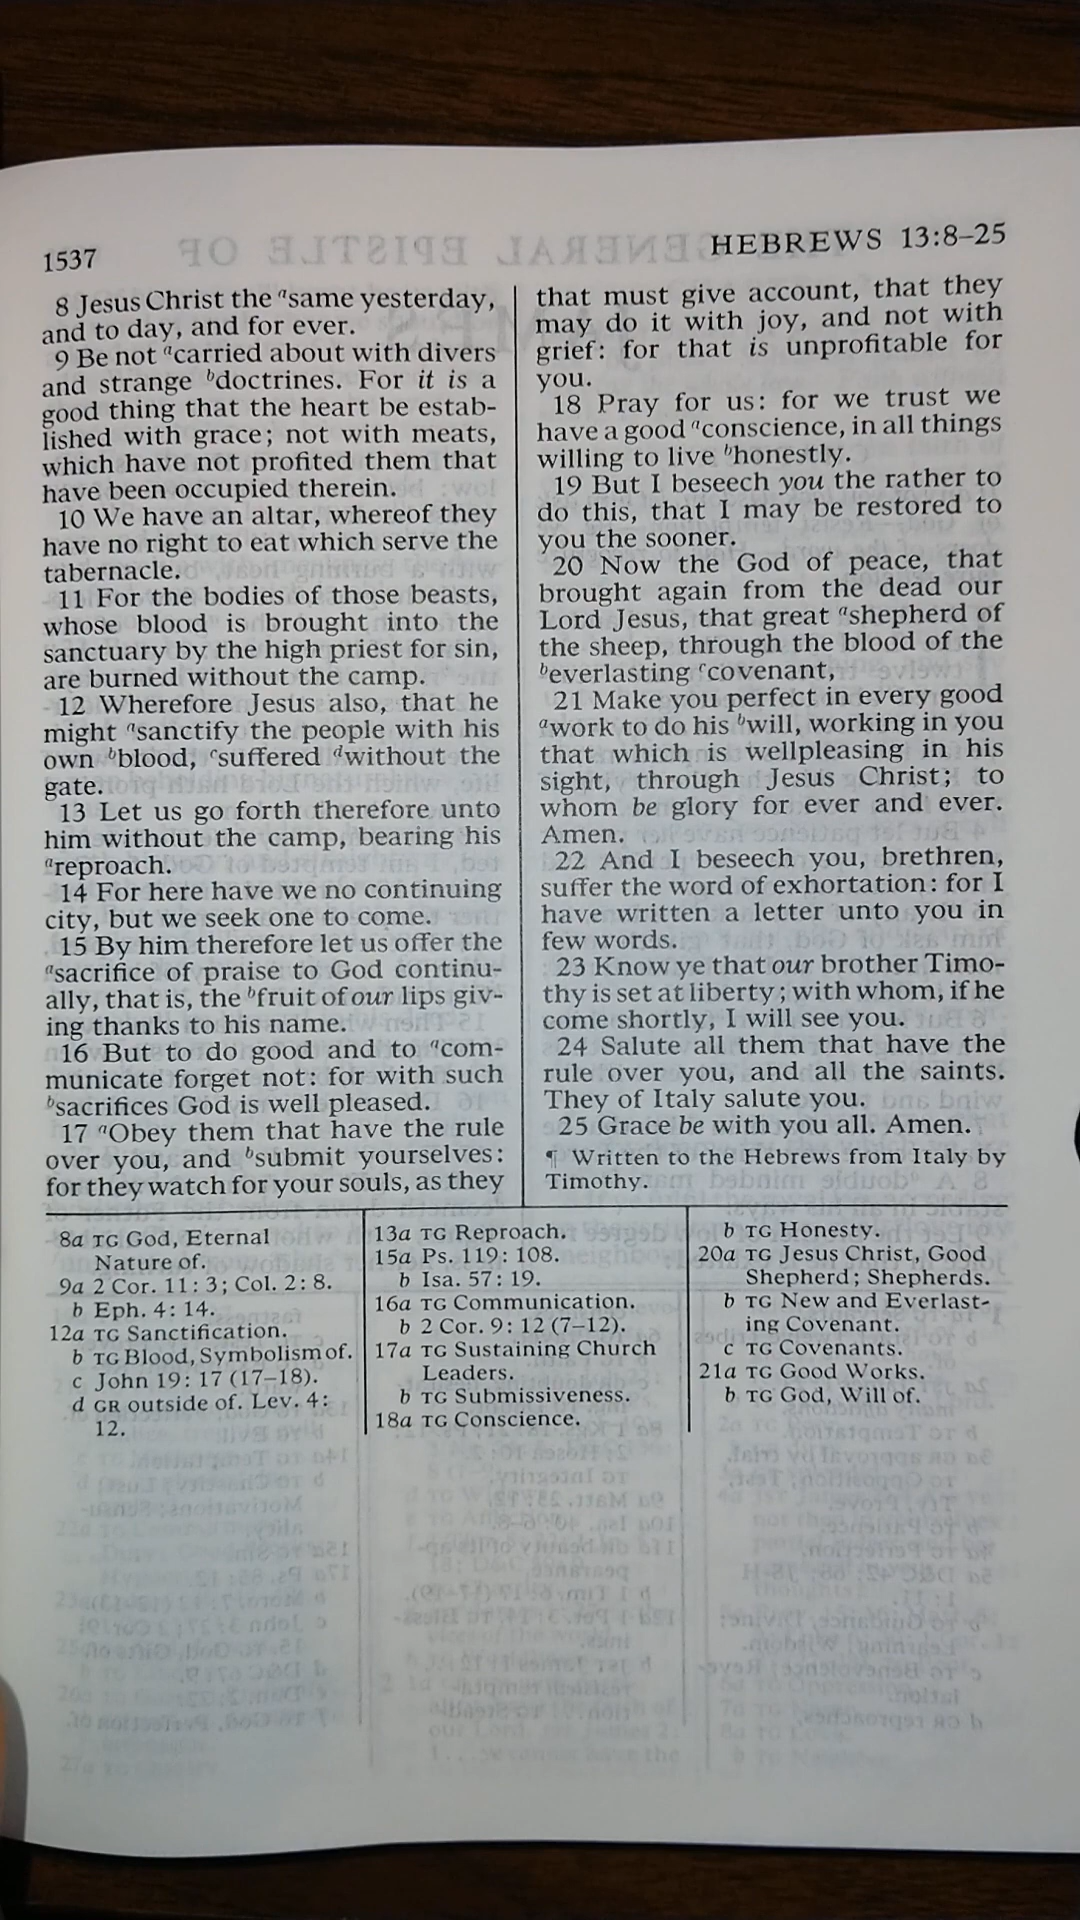 1537
HEBREWS 13:8–25
8 Jesus Christ the ᵃsame yesterday,
and to day, and for ever.
9 Be not ᵃcarried about with divers
and strange ᵇdoctrines. For it is a
good thing that the heart be estab-
lished with grace; not with meats,
which have not profited them that
have been occupied therein.
10 We have an altar, whereof they
have no right to eat which serve the
tabernacle.
11 For the bodies of those beasts,
whose blood is brought into the
sanctuary by the high priest for sin,
are burned without the camp.
12 Wherefore Jesus also, that he
might ᵃsanctify the people with his
own ᵇblood, ᶜsuffered ᵈwithout the
gate.
13 Let us go forth therefore unto
him without the camp, bearing his
ᵃreproach.
14 For here have we no continuing
city, but we seek one to come.
15 By him therefore let us offer the
ᵃsacrifice of praise to God continu-
ally, that is, the ᵇfruit of our lips giv-
ing thanks to his name.
16 But to do good and to ᵃcom-
municate forget not: for with such
ᵇsacrifices God is well pleased.
17 ᵃObey them that have the rule
over you, and ᵇsubmit yourselves:
for they watch for your souls, as they
that must give account, that they
may do it with joy, and not with
grief: for that is unprofitable for
you.
18 Pray for us: for we trust we
have a good ᵃconscience, in all things
willing to live ᵇhonestly.
19 But I beseech you the rather to
do this, that I may be restored to
you the sooner.
20 Now the God of peace, that
brought again from the dead our
Lord Jesus, that great ᵃshepherd of
the sheep, through the blood of the
ᵇeverlasting ᶜcovenant,
21 Make you perfect in every good
ᵃwork to do his ᵇwill, working in you
that which is wellpleasing in his
sight, through Jesus Christ; to
whom be glory for ever and ever.
Amen.
22 And I beseech you, brethren,
suffer the word of exhortation: for I
have written a letter unto you in
few words.
23 Know ye that our brother Timo-
thy is set at liberty; with whom, if he
come shortly, I will see you.
24 Salute all them that have the
rule over you, and all the saints.
They of Italy salute you.
25 Grace be with you all. Amen.
¶ Written to the Hebrews from Italy by
Timothy.
8a TG God, Eternal
Nature of.
9a 2 Cor. 11:3; Col. 2:8.
b Eph. 4:14.
12a TG Sanctification.
b TG Blood, Symbolism of.
c John 19:17 (17–18).
d GR outside of. Lev. 4:
12.
13a TG Reproach.
15a Ps. 119:108.
b Isa. 57:19.
16a TG Communication.
b 2 Cor. 9:12 (7–12).
17a TG Sustaining Church
Leaders.
b TG Submissiveness.
18a TG Conscience.
b TG Honesty.
20a TG Jesus Christ, Good
Shepherd; Shepherds.
b TG New and Everlast-
ing Covenant.
c TG Covenants.
21a TG Good Works.
b TG God, Will of.